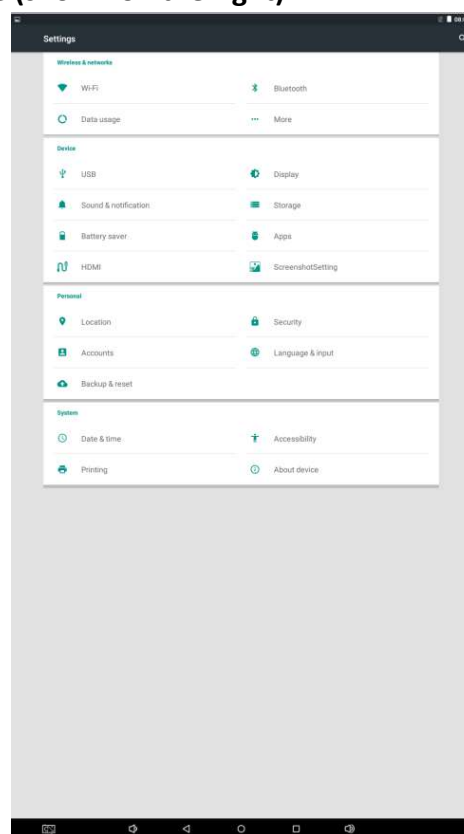 Settings
Wireless & networks
Wi-Fi Bluetooth
Data usage More
Device
USB Display
Sound & notification Storage
Battery saver Apps
HDMI ScreenshotSetting
Personal
Location Security
Accounts Language & input
Backup & reset
System
Date & time Accessibility
Printing About device